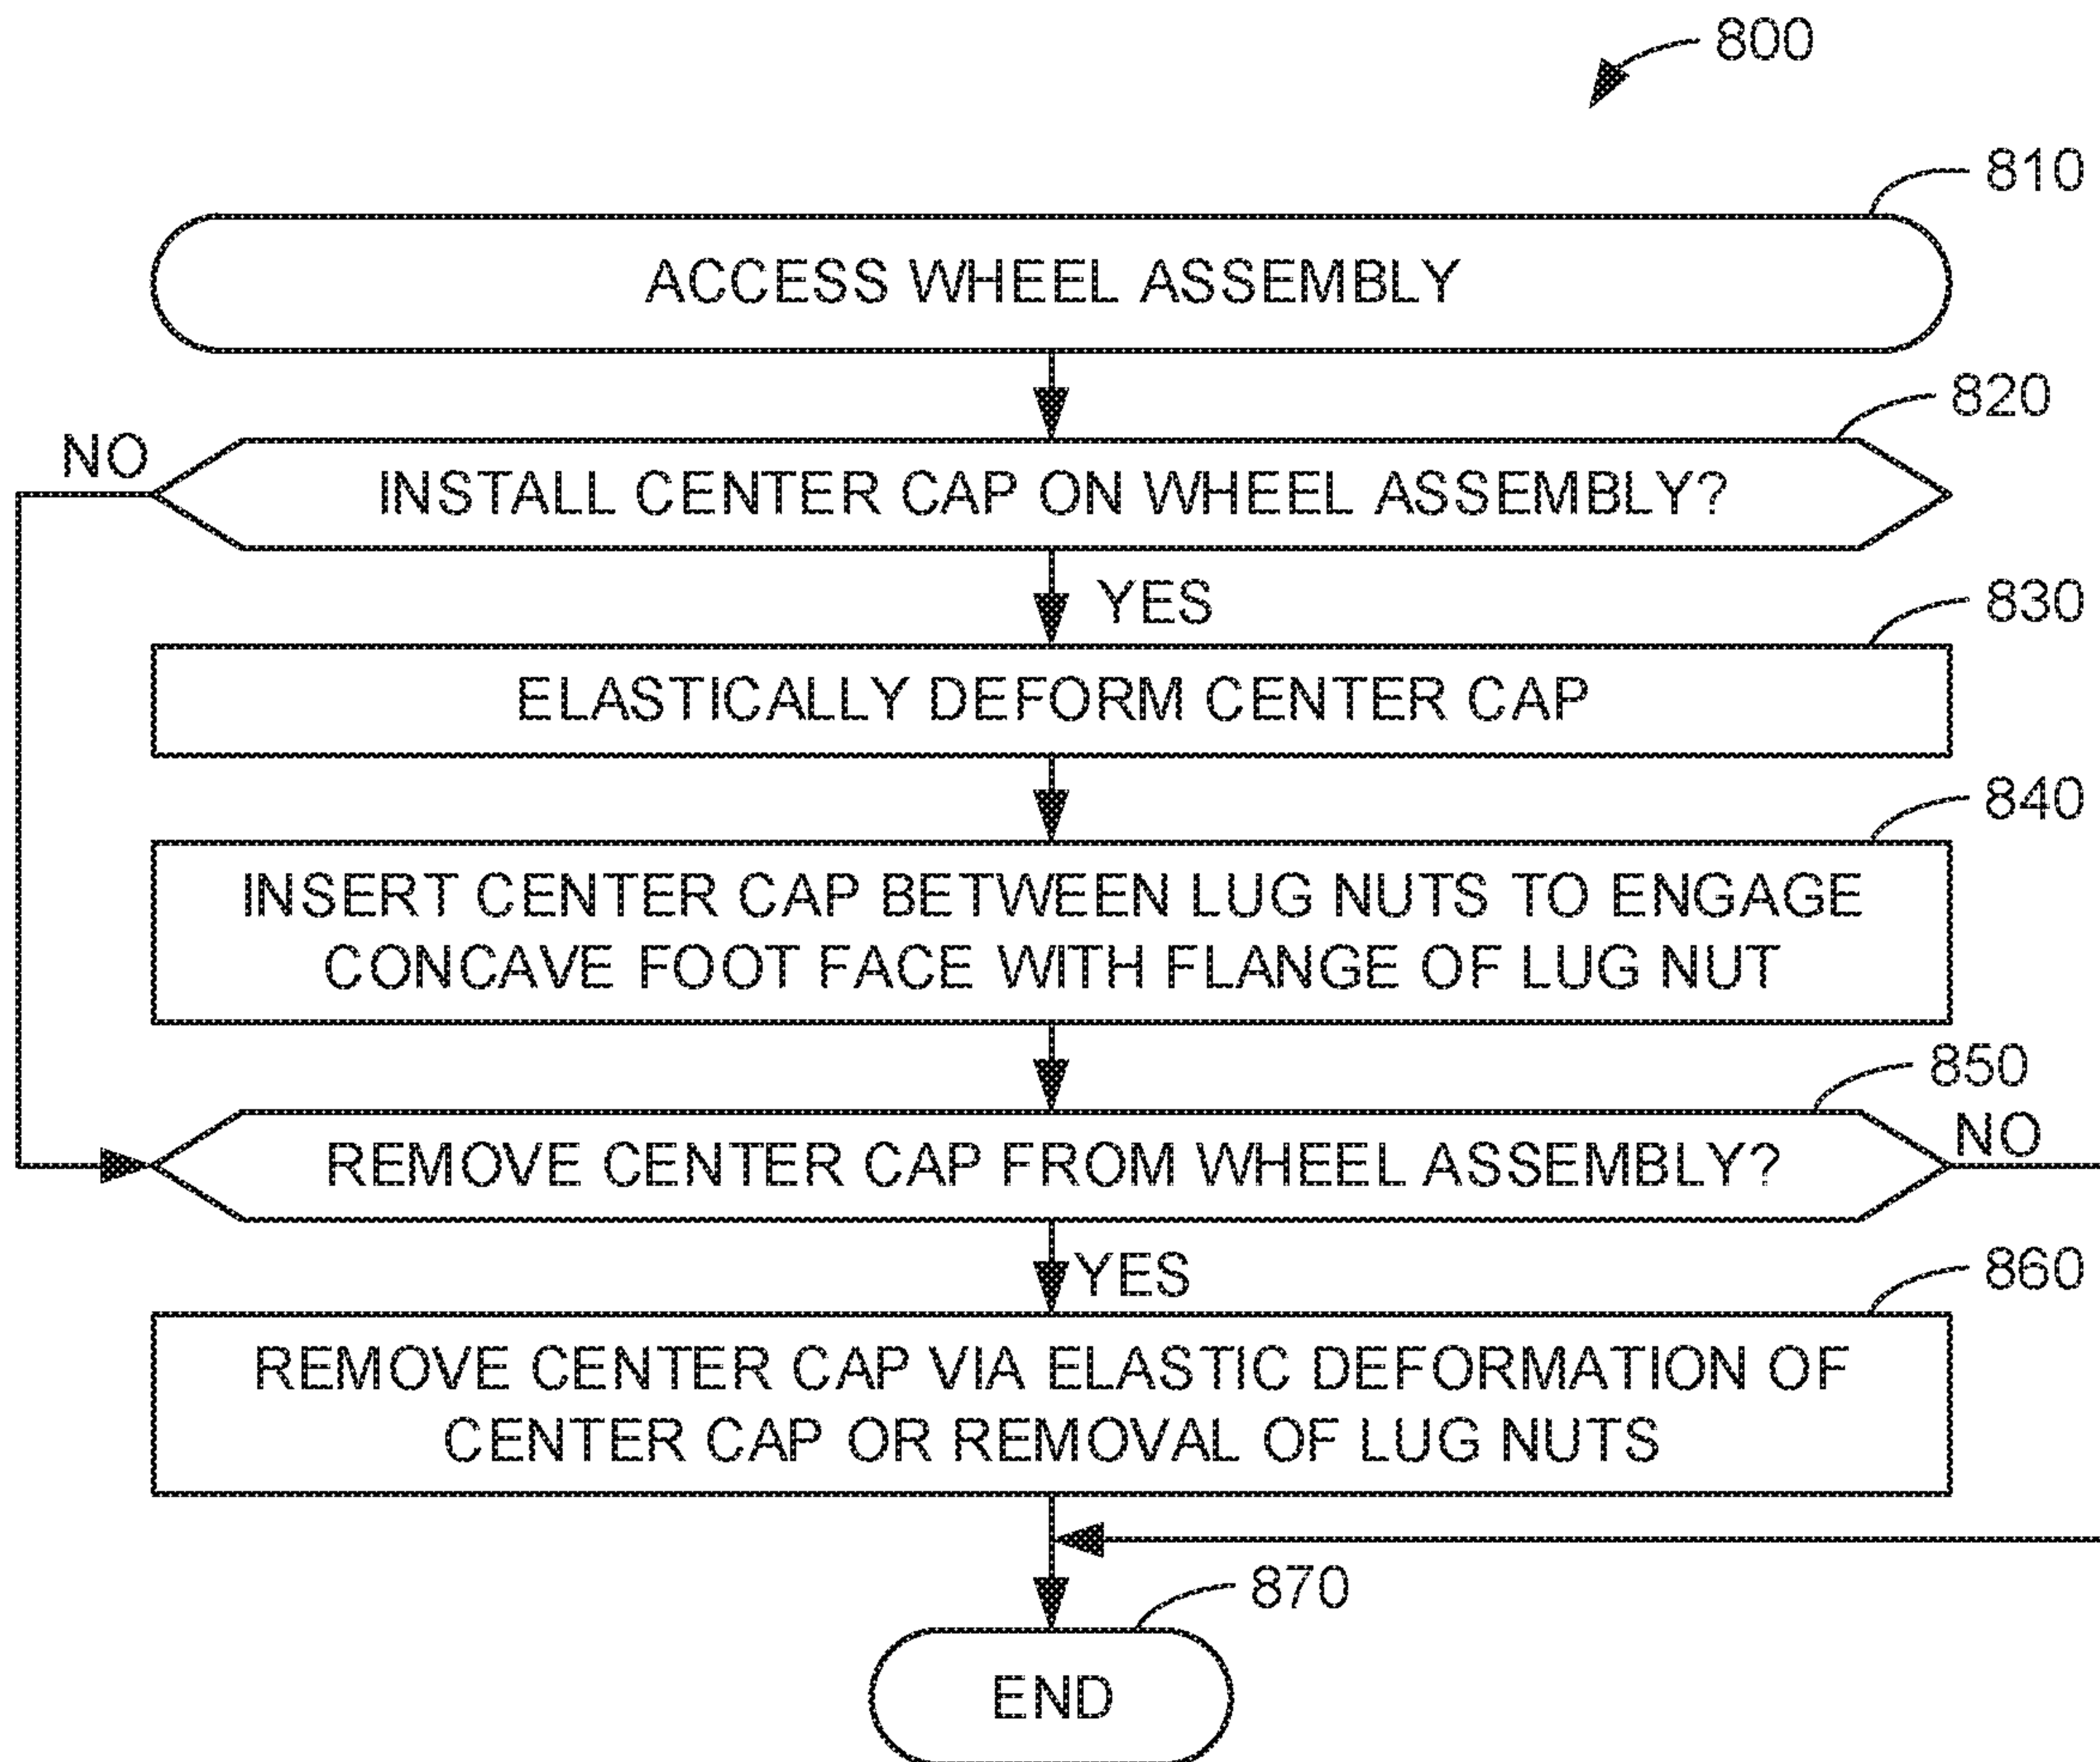 800
810
ACCESS WHEEL ASSEMBLY
820
NO
INSTALL CENTER CAP ON WHEEL ASSEMBLY?
YES
830
ELASTICALLY DEFORM CENTER CAP
840
INSERT CENTER CAP BETWEEN LUG NUTS TO ENGAGE
CONCAVE FOOT FACE WITH FLANGE OF LUG NUT
850
REMOVE CENTER CAP FROM WHEEL ASSEMBLY?
NO
YES
860
REMOVE CENTER CAP VIA ELASTIC DEFORMATION OF
CENTER CAP OR REMOVAL OF LUG NUTS
870
END